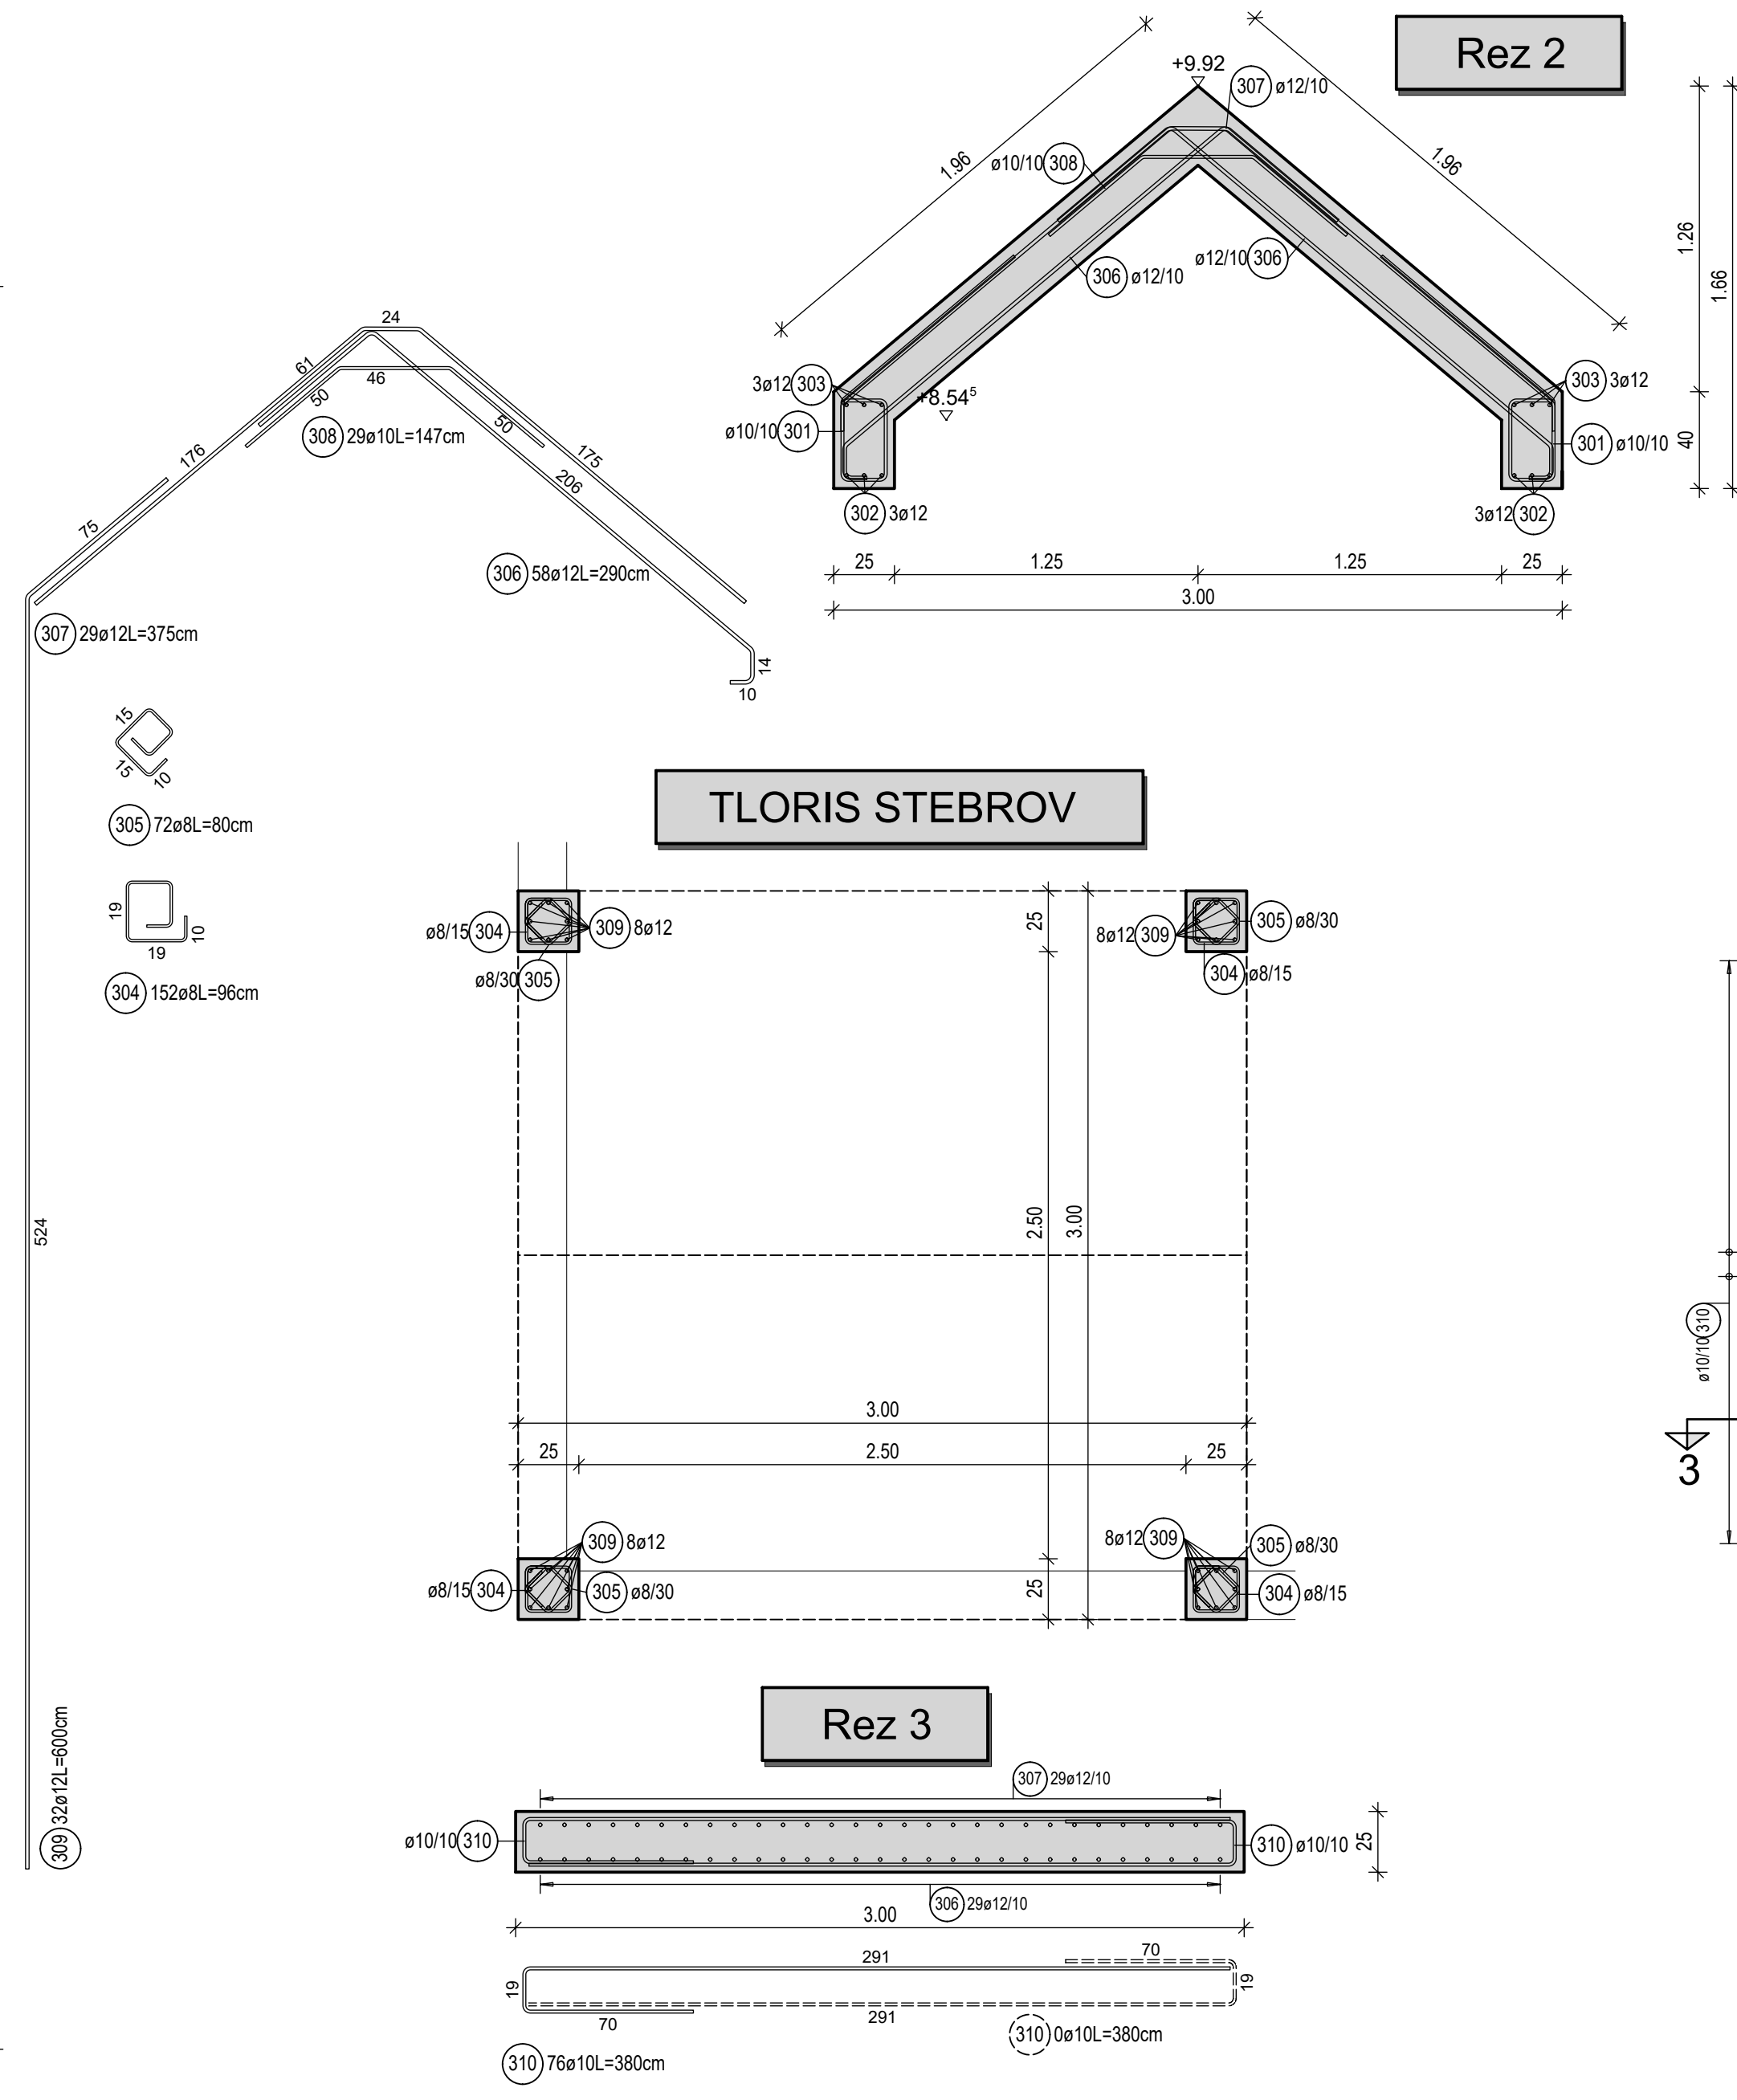 Rez 2
+9.92
307 ø12/10
ø10/10 308
1.96
1.96
306 ø12/10
ø12/10 306
1.26
1.66
40
3ø12 303
+8.54⁵
303 3ø12
ø10/10 301
301 ø10/10
302 3ø12
3ø12 302
25
1.25
1.25
25
3.00
24
61
46
50
50
308 29ø10L=147cm
176
175
206
75
306 58ø12L=290cm
307 29ø12L=375cm
14
10
15
15
10
305 72ø8L=80cm
19
19
10
304 152ø8L=96cm
524
309 32ø12L=600cm
TLORIS STEBROV
ø8/15 304
309 8ø12
ø8/30 305
25
8ø12 309
305 ø8/30
304 ø8/15
2.50
3.00
3.00
25
2.50
25
309 8ø12
ø8/15 304
305 ø8/30
25
8ø12 309
305 ø8/30
304 ø8/15
ø10/10 310
3
Rez 3
307 29ø12/10
ø10/10 310
310 ø10/10
25
306 29ø12/10
3.00
291
70
19
19
70
291
310 0ø10L=380cm
310 76ø10L=380cm